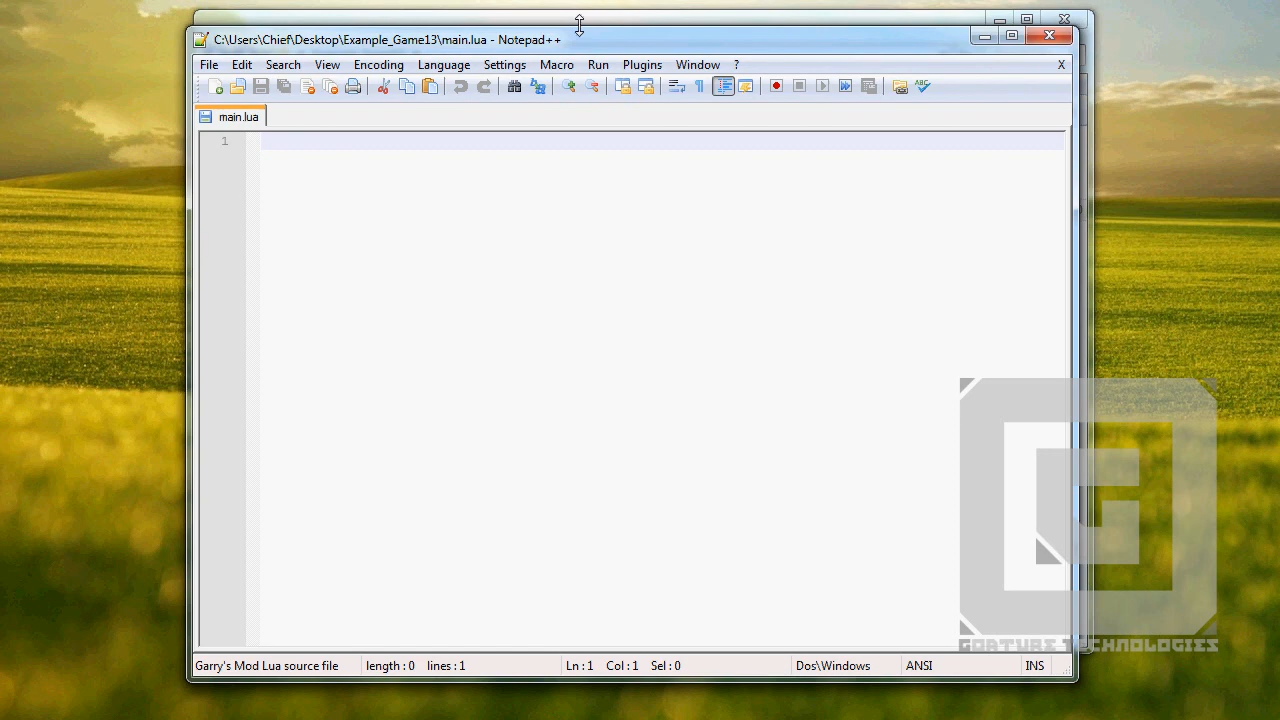 C:\Users\Chief\Desktop\Example_Game13\main.lua - Notepad++
File Edit Search View Encoding Language Settings Macro Run Plugins Window ? X
main.lua
1
Garry's Mod Lua source file length : 0 lines : 1 Ln : 1 Col : 1 Sel : 0 Dos\Windows ANSI INS
GOATURE TECHNOLOGIES